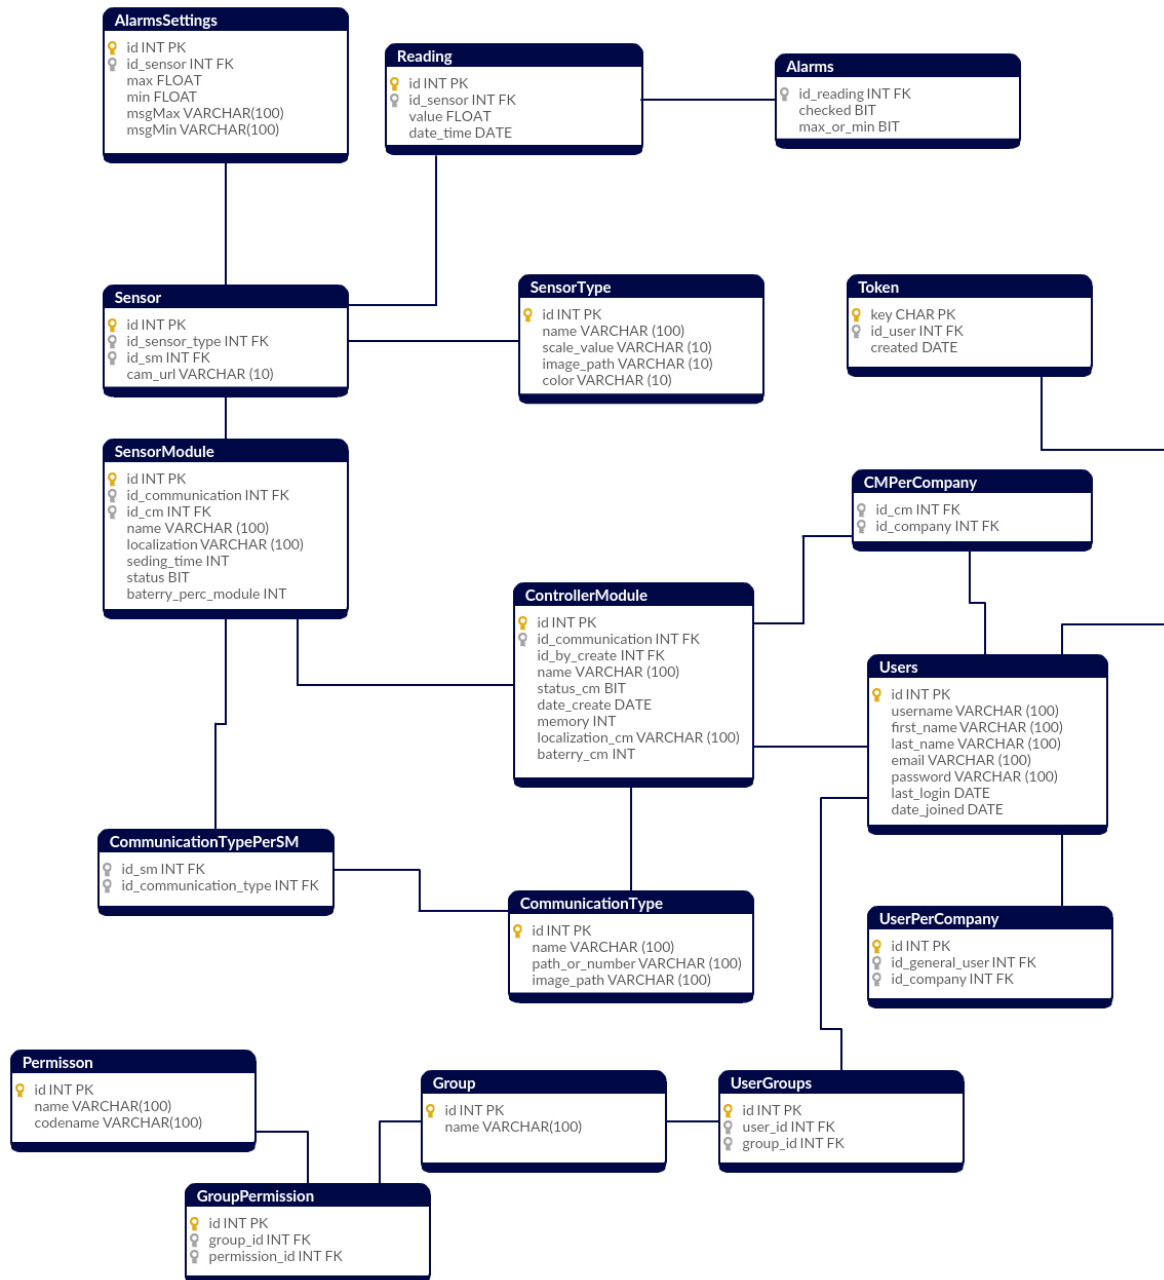 AlarmsSettings
id INT PK
id_sensor INT FK
max FLOAT
min FLOAT
msgMax VARCHAR(100)
msgMin VARCHAR(100)
Reading
id INT PK
id_sensor INT FK
value FLOAT
date_time DATE
Alarms
id_reading INT FK
checked BIT
max_or_min BIT
Sensor
id INT PK
id_sensor_type INT FK
id_sm INT FK
cam_url VARCHAR (10)
SensorType
id INT PK
name VARCHAR (100)
scale_value VARCHAR (10)
image_path VARCHAR (10)
color VARCHAR (10)
Token
key CHAR PK
id_user INT FK
created DATE
SensorModule
id INT PK
id_communication INT FK
id_cm INT FK
name VARCHAR (100)
localization VARCHAR (100)
seding_time INT
status BIT
baterry_perc_module INT
CMPerCompany
id_cm INT FK
id_company INT FK
ControllerModule
id INT PK
id_communication INT FK
id_by_create INT FK
name VARCHAR (100)
status_cm BIT
date_create DATE
memory INT
localization_cm VARCHAR (100)
baterry_cm INT
Users
id INT PK
username VARCHAR (100)
first_name VARCHAR (100)
last_name VARCHAR (100)
email VARCHAR (100)
password VARCHAR (100)
last_login DATE
date_joined DATE
CommunicationTypePerSM
id_sm INT FK
id_communication_type INT FK
CommunicationType
id INT PK
name VARCHAR (100)
path_or_number VARCHAR (100)
image_path VARCHAR (100)
UserPerCompany
id INT PK
id_general_user INT FK
id_company INT FK
Permisson
id INT PK
name VARCHAR(100)
codename VARCHAR(100)
Group
id INT PK
name VARCHAR(100)
UserGroups
id INT PK
user_id INT FK
group_id INT FK
GroupPermission
id INT PK
group_id INT FK
permission_id INT FK